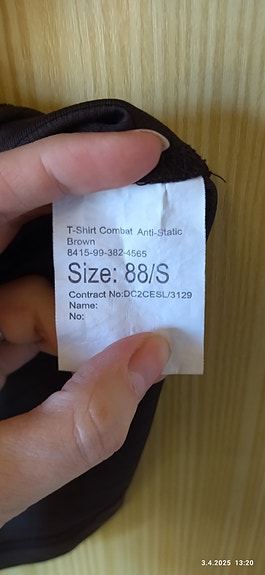 T-Shirt Combat Anti-Static
Brown
8415-99-382-4565
Size: 88/S
Contract No:DC2CESL/3129
Name:
No:
3.4.2025 13:20